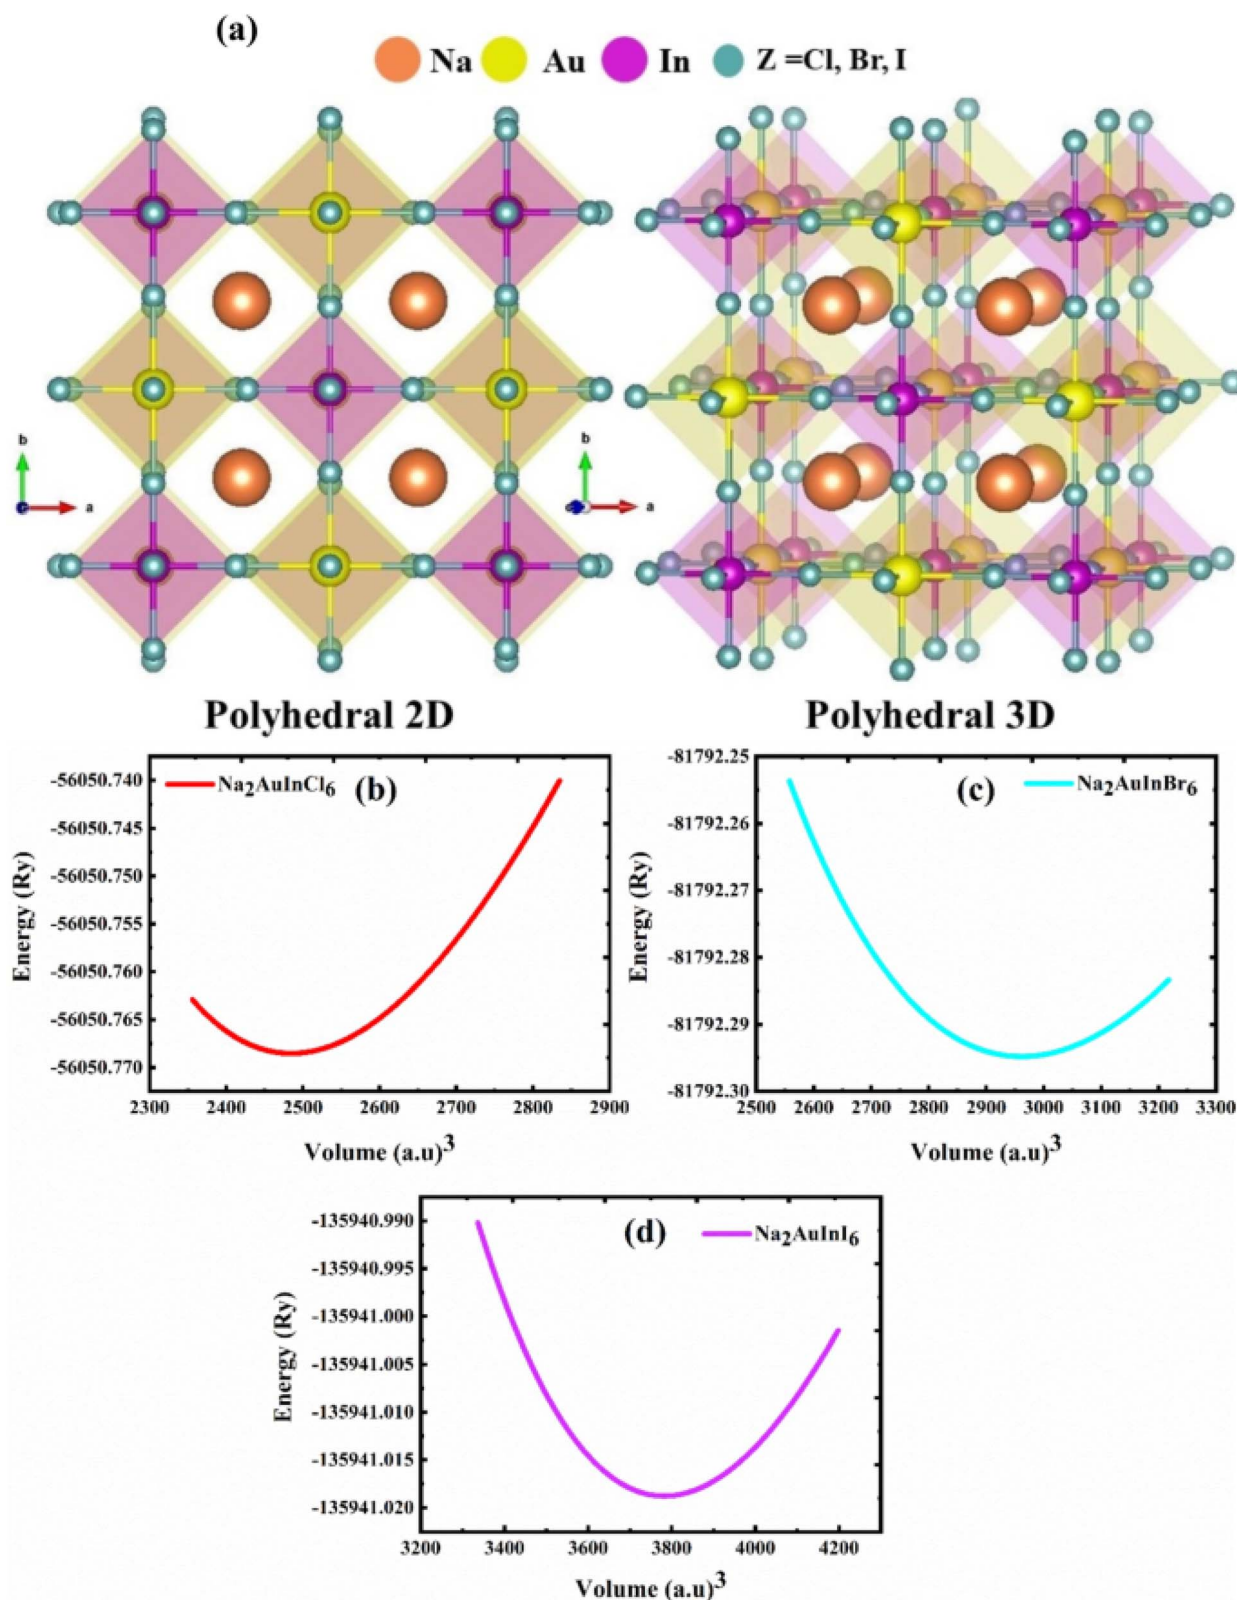 (a)
Na Au In Z =Cl, Br, I
b
a
b
a
Polyhedral 2D Polyhedral 3D
-56050.740
-56050.745
-56050.750
-56050.755
-56050.760
-56050.765
-56050.770
Energy (Ry)
Na₂AuInCl₆ (b)
2300 2400 2500 2600 2700 2800 2900
Volume (a.u)³
-81792.25
-81792.26
-81792.27
-81792.28
-81792.29
-81792.30
Energy (Ry)
(c) Na₂AuInBr₆
2500 2600 2700 2800 2900 3000 3100 3200 3300
Volume (a.u)³
-135940.990
-135940.995
-135941.000
-135941.005
-135941.010
-135941.015
-135941.020
Energy (Ry)
(d) Na₂AuInI₆
3200 3400 3600 3800 4000 4200
Volume (a.u)³